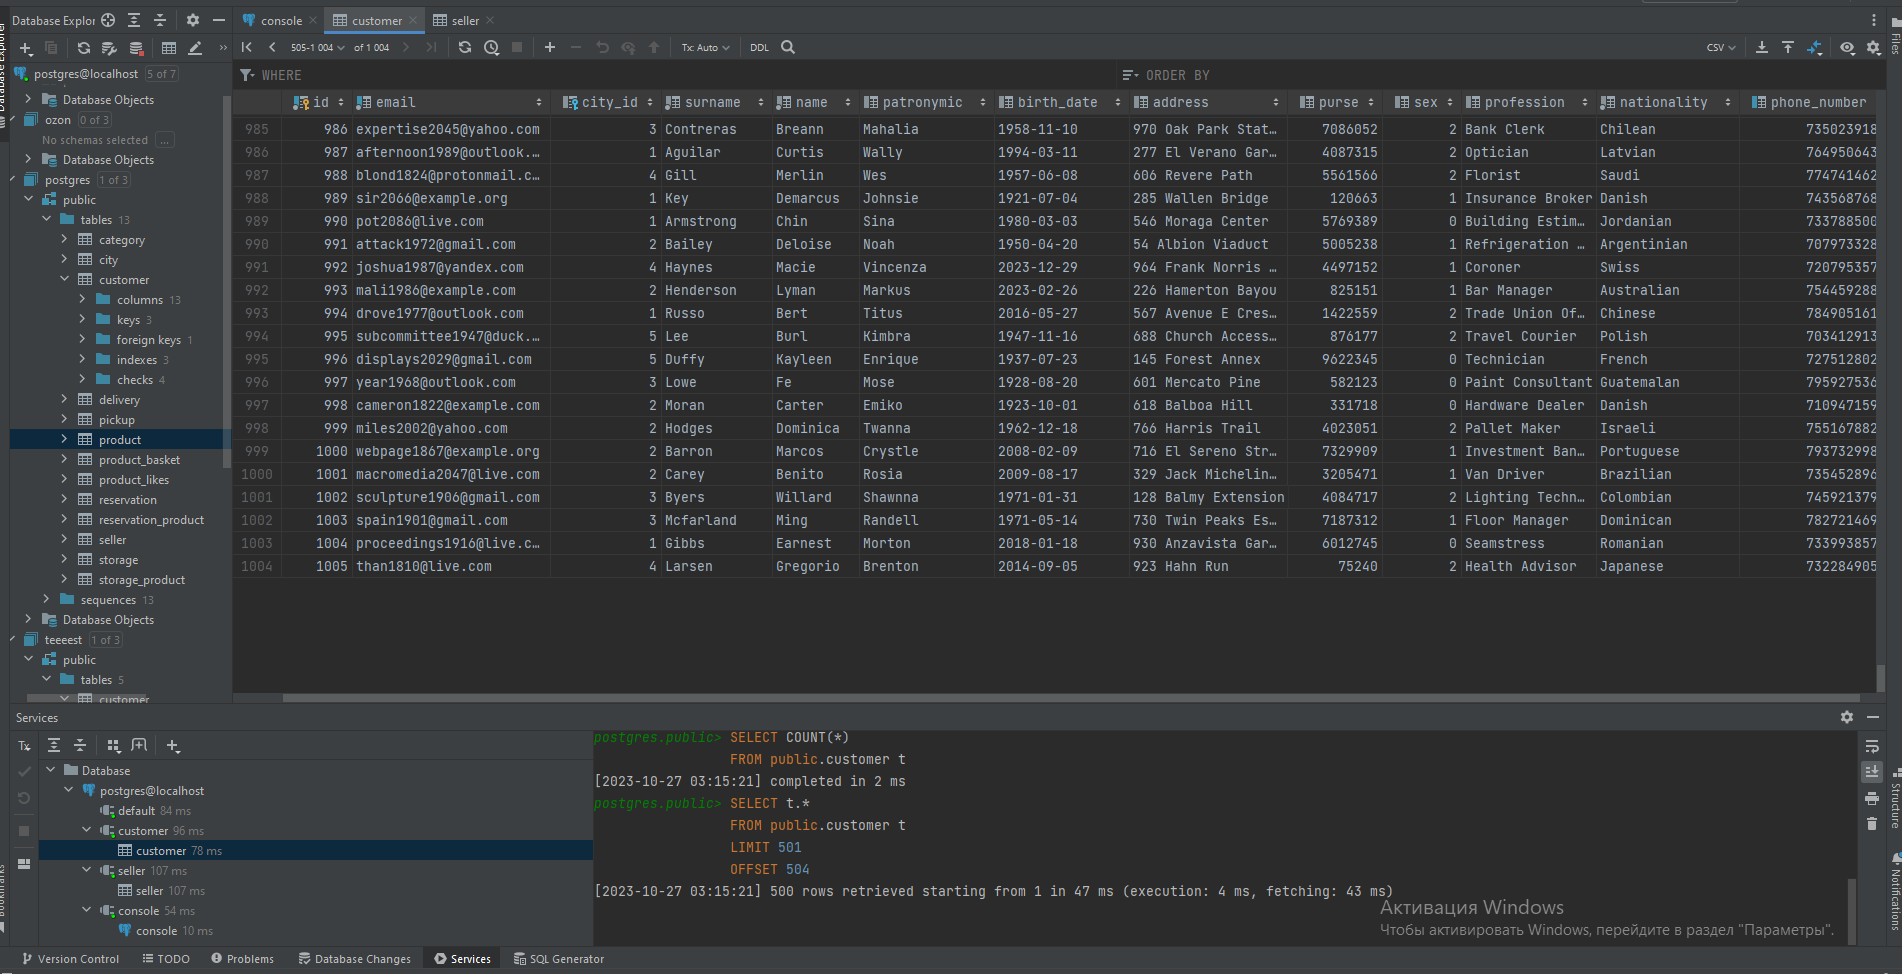 Database Explor
console
customer
seller
505-1 004
of 1 004
Tx: Auto
DDL
CSV
postgres@localhost 5 of 7
Database Objects
ozon 0 of 3
No schemas selected ...
Database Objects
postgres 1 of 3
public
tables 13
category
city
customer
columns 13
keys 3
foreign keys 1
indexes 3
checks 4
delivery
pickup
product
product_basket
product_likes
reservation
reservation_product
seller
storage
storage_product
sequences 13
Database Objects
teeeest 1 of 3
public
tables 5
customer
WHERE
ORDER BY
id email city_id surname name patronymic birth_date address purse sex profession nationality phone_number
985 986 expertise2045@yahoo.com 3 Contreras Breann Mahalia 1958-11-10 970 Oak Park Stat… 7086052 2 Bank Clerk Chilean 735023918
986 987 afternoon1989@outlook.… 1 Aguilar Curtis Wally 1994-03-11 277 El Verano Gar… 4087315 2 Optician Latvian 764950643
987 988 blond1824@protonmail.c… 4 Gill Merlin Wes 1957-06-08 606 Revere Path 5561566 2 Florist Saudi 774741462
988 989 sir2066@example.org 1 Key Demarcus Johnsie 1921-07-04 285 Wallen Bridge 120663 1 Insurance Broker Danish 743568768
989 990 pot2086@live.com 1 Armstrong Chin Sina 1980-03-03 546 Moraga Center 5769389 0 Building Estim… Jordanian 733788500
990 991 attack1972@gmail.com 2 Bailey Deloise Noah 1950-04-20 54 Albion Viaduct 5005238 1 Refrigeration … Argentinian 707973328
991 992 joshua1987@yandex.com 4 Haynes Macie Vincenza 2023-12-29 964 Frank Norris … 4497152 1 Coroner Swiss 720795357
992 993 mali1986@example.com 2 Henderson Lyman Markus 2023-02-26 226 Hamerton Bayou 825151 1 Bar Manager Australian 754459288
993 994 drove1977@outlook.com 1 Russo Bert Titus 2016-05-27 567 Avenue E Cres… 1422559 2 Trade Union Of… Chinese 784905161
994 995 subcommittee1947@duck.… 5 Lee Burl Kimbra 1947-11-16 688 Church Access… 876177 2 Travel Courier Polish 703412913
995 996 displays2029@gmail.com 5 Duffy Kayleen Enrique 1937-07-23 145 Forest Annex 9622345 0 Technician French 727512802
996 997 year1968@outlook.com 3 Lowe Fe Mose 1928-08-20 601 Mercato Pine 582123 0 Paint Consultant Guatemalan 795927536
997 998 cameron1822@example.com 2 Moran Carter Emiko 1923-10-01 618 Balboa Hill 331718 0 Hardware Dealer Danish 710947159
998 999 miles2002@yahoo.com 2 Hodges Dominica Twanna 1962-12-18 766 Harris Trail 4023051 2 Pallet Maker Israeli 755167882
999 1000 webpage1867@example.org 2 Barron Marcos Crystle 2008-02-09 716 El Sereno Str… 7329909 1 Investment Ban… Portuguese 793732998
1000 1001 macromedia2047@live.com 2 Carey Benito Rosia 2009-08-17 329 Jack Michelin… 3205471 1 Van Driver Brazilian 735452896
1001 1002 sculpture1906@gmail.com 3 Byers Willard Shawnna 1971-01-31 128 Balmy Extension 4084717 2 Lighting Techn… Colombian 745921379
1002 1003 spain1901@gmail.com 3 Mcfarland Ming Randell 1971-05-14 730 Twin Peaks Es… 7187312 1 Floor Manager Dominican 782721469
1003 1004 proceedings1916@live.c… 1 Gibbs Earnest Morton 2018-01-18 930 Anzavista Gar… 6012745 0 Seamstress Romanian 733993857
1004 1005 than1810@live.com 4 Larsen Gregorio Brenton 2014-09-05 923 Hahn Run 75240 2 Health Advisor Japanese 732284905
Services
Tx
Database
postgres@localhost
default 84 ms
customer 96 ms
customer 78 ms
seller 107 ms
seller 107 ms
console 54 ms
console 10 ms
postgres.public> SELECT COUNT(*)
FROM public.customer t
[2023-10-27 03:15:21] completed in 2 ms
postgres.public> SELECT t.*
FROM public.customer t
LIMIT 501
OFFSET 504
[2023-10-27 03:15:21] 500 rows retrieved starting from 1 in 47 ms (execution: 4 ms, fetching: 43 ms)
Активация Windows
Чтобы активировать Windows, перейдите в раздел "Параметры".
Files
Structure
Notifications
Version Control
TODO
Problems
Database Changes
Services
SQL Generator